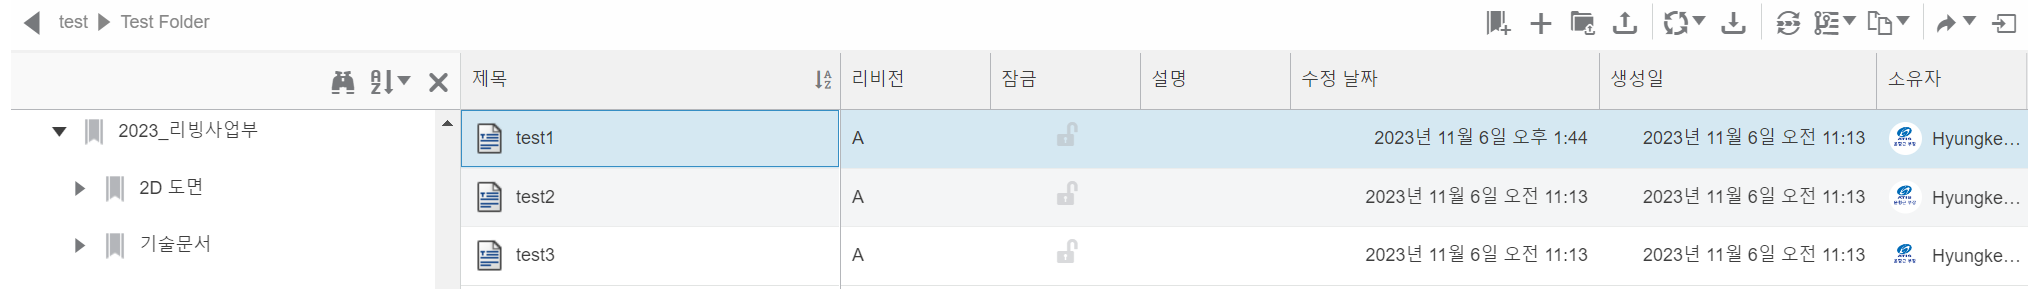 test Test Folder
제목 리비전 잠금 설명 수정 날짜 생성일 소유자
2023_리빙사업부
2D 도면
기술문서
test1 A 2023년 11월 6일 오후 1:44 2023년 11월 6일 오전 11:13 Hyungke...
test2 A 2023년 11월 6일 오전 11:13 2023년 11월 6일 오전 11:13 Hyungke...
test3 A 2023년 11월 6일 오전 11:13 2023년 11월 6일 오전 11:13 Hyungke...